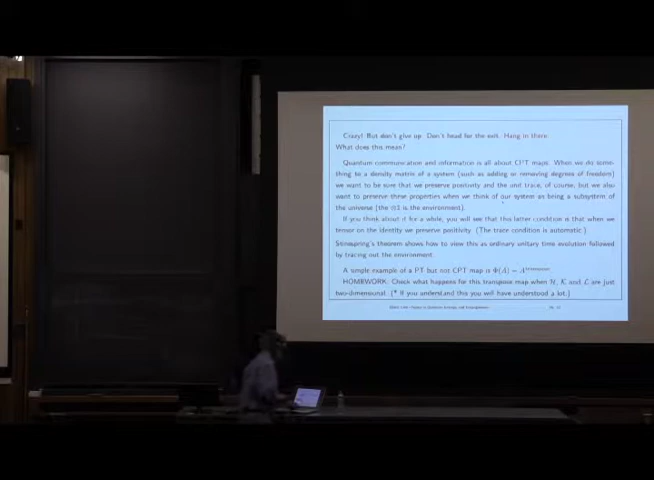 Crazy! But don't give up. Don't head for the exit. Hang in there.
What does this mean?
Quantum communication and information is all about CPT maps. When we do some-
thing to a density matrix of a system (such as adding or removing degrees of freedom)
we want to be sure that we preserve positivity and the unit trace, of course, but we also
want to preserve these properties when we think of our system as being a subsystem of
the universe (the ⊗1 is the environment).
If you think about it for a while, you will see that this latter condition is that when we
tensor on the identity we preserve positivity. (The trace condition is automatic.)
Stinespring's theorem shows how to view this as ordinary unitary time evolution followed
by tracing out the environment.
A simple example of a PT but not CPT map is Φ(A) = A^transpose
HOMEWORK: Check what happens for this transpose map when H, K and L are just
two-dimensional. (* If you understand this you will have understood a lot.)